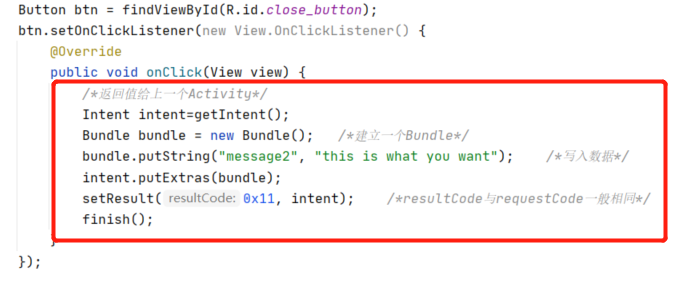 Button btn = findViewById(R.id.close_button);
btn.setOnClickListener(new View.OnClickListener() {
@Override
public void onClick(View view) {
/*返回值给上一个Activity*/
Intent intent=getIntent();
Bundle bundle = new Bundle(); /*建立一个Bundle*/
bundle.putString("message2", "this is what you want"); /*写入数据*/
intent.putExtras(bundle);
setResult( resultCode: 0x11, intent); /*resultCode与requestCode一般相同*/
finish();
}
});